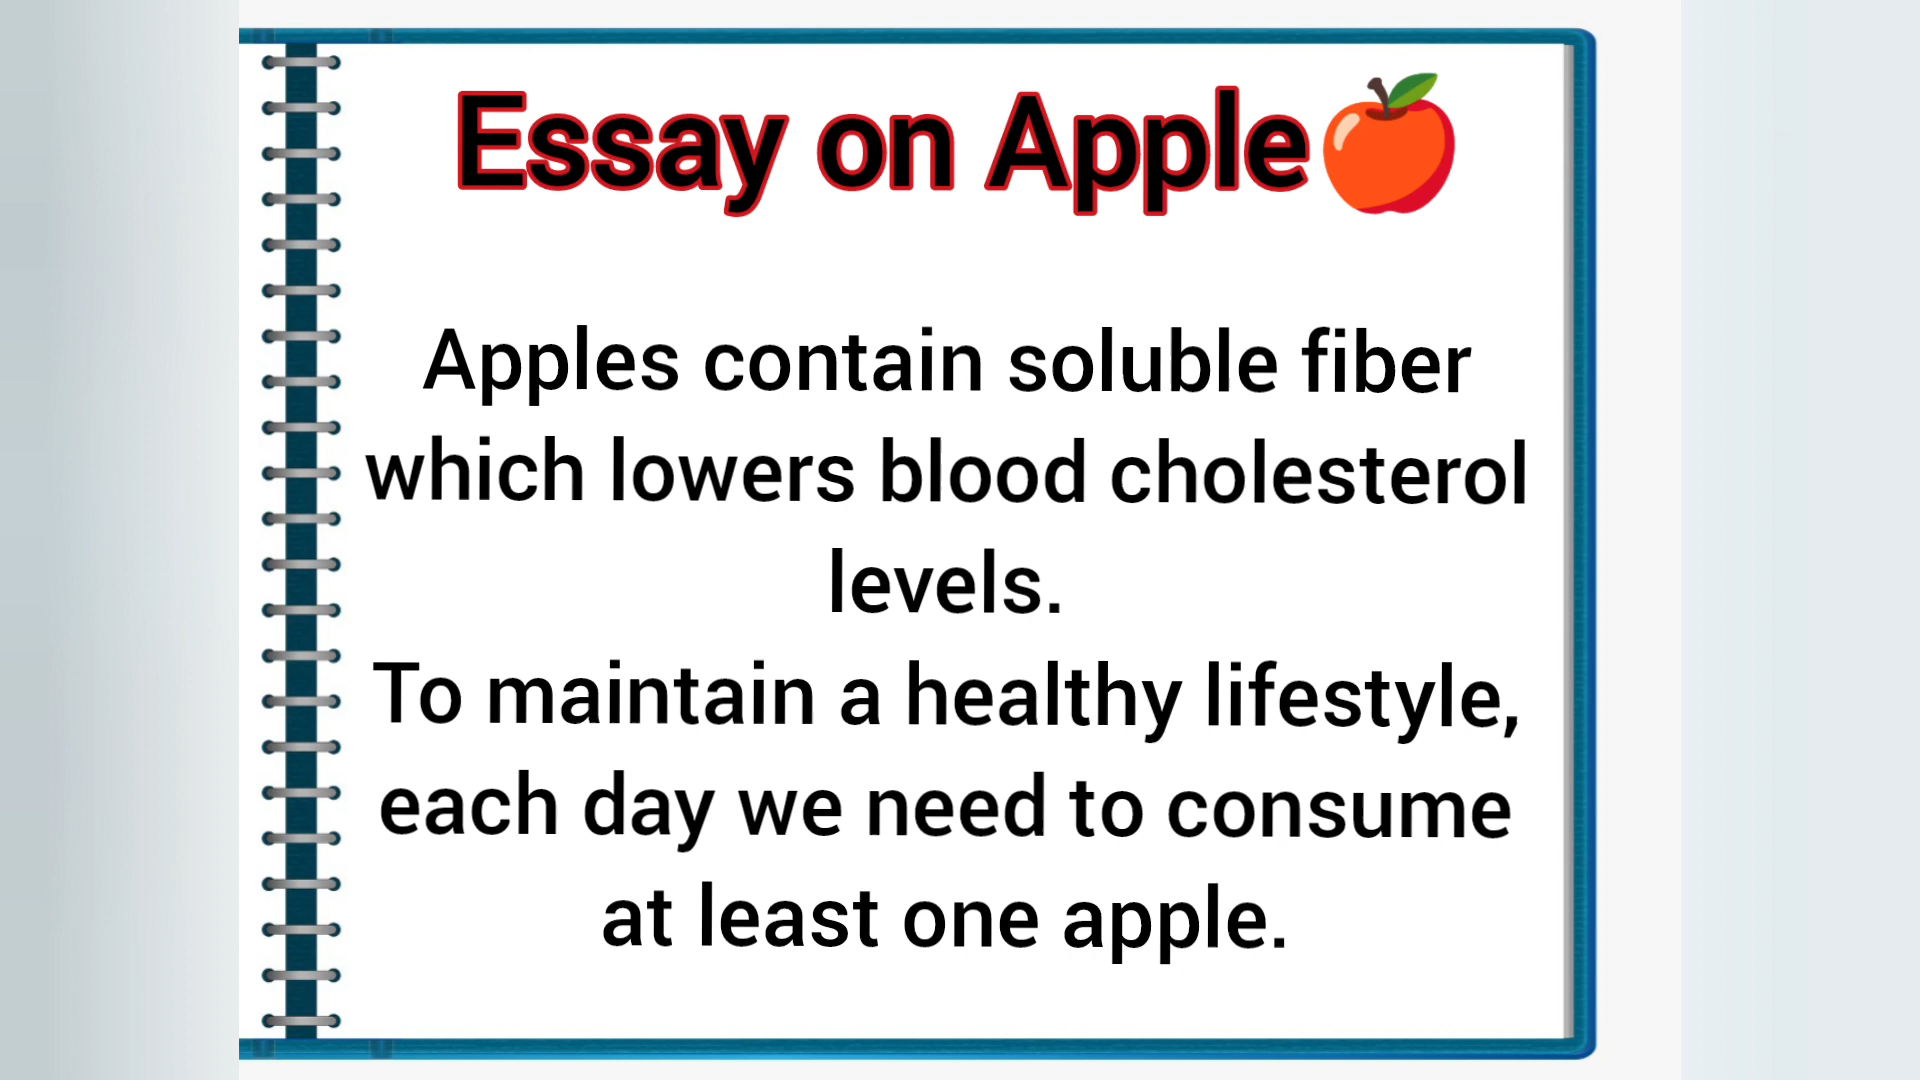 Essay on Apple🍎
Apples contain soluble fiber
which lowers blood cholesterol
levels.
To maintain a healthy lifestyle,
each day we need to consume
at least one apple.